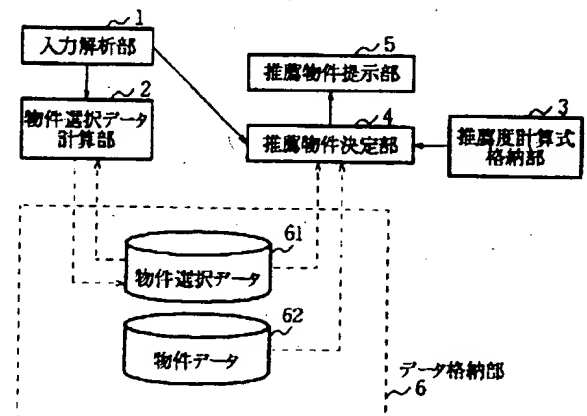 1
入力解析部
2
物件選択データ
計算部
5
推薦物件提示部
4
推薦物件決定部
3
推薦度計算式
格納部
61
物件選択データ
62
物件データ
データ格納部
6